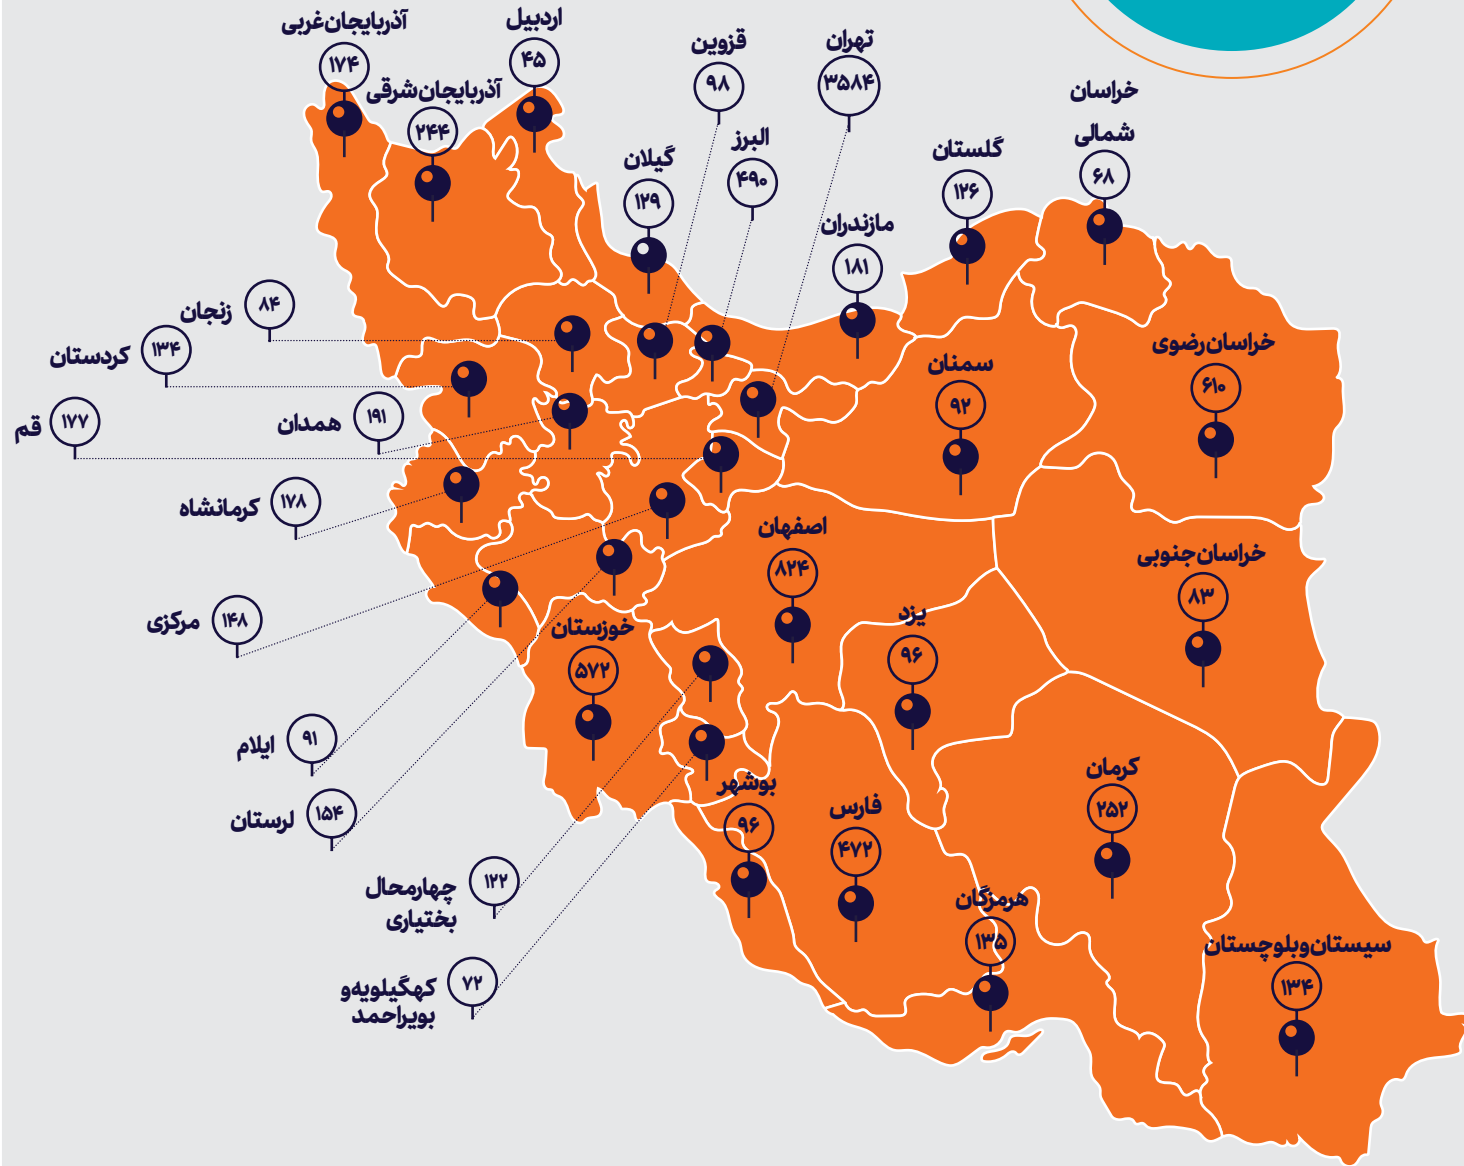 آذربایجان‌غربی
۱۷۴
اردبیل
۴۵
آذربایجان‌شرقی
۲۴۴
قزوین
۹۸
تهران
۳۵۸۴
البرز
۴۹۰
گیلان
۱۲۹
گلستان
۱۲۶
خراسان
شمالی
۶۸
مازندران
۱۸۱
زنجان
۸۴
کردستان
۱۳۴
همدان
۱۹۱
قم
۱۷۷
سمنان
۹۲
خراسان‌رضوی
۶۱۰
کرمانشاه
۱۷۸
اصفهان
۸۲۴
خراسان‌جنوبی
۸۳
مرکزی
۱۴۸
خوزستان
۵۷۲
یزد
۹۶
ایلام
۹۱
لرستان
۱۵۴
بوشهر
۹۶
فارس
۴۷۲
کرمان
۲۵۲
چهارمحال
بختیاری
۱۲۲
هرمزگان
۱۳۵
سیستان‌وبلوچستان
۱۳۴
کهگیلویه‌و
بویراحمد
۷۲